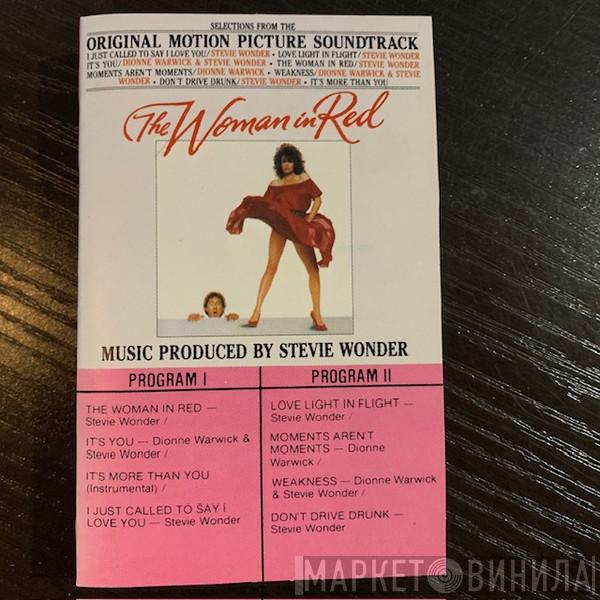 SELECTIONS FROM THE
ORIGINAL MOTION PICTURE SOUNDTRACK
I JUST CALLED TO SAY I LOVE YOU/STEVIE WONDER • LOVE LIGHT IN FLIGHT/STEVIE WONDER
IT'S YOU/DIONNE WARWICK & STEVIE WONDER • THE WOMAN IN RED/STEVIE WONDER
MOMENTS AREN'T MOMENTS/DIONNE WARWICK • WEAKNESS/DIONNE WARWICK & STEVIE
WONDER • DON'T DRIVE DRUNK/STEVIE WONDER • IT'S MORE THAN YOU
The Woman in Red
MUSIC PRODUCED BY STEVIE WONDER
PROGRAM I
THE WOMAN IN RED —
Stevie Wonder /
IT'S YOU — Dionne Warwick &
Stevie Wonder /
IT'S MORE THAN YOU
(Instrumental) /
I JUST CALLED TO SAY I
LOVE YOU — Stevie Wonder
PROGRAM II
LOVE LIGHT IN FLIGHT —
Stevie Wonder /
MOMENTS AREN'T
MOMENTS — Dionne
Warwick /
WEAKNESS — Dionne Warwick
& Stevie Wonder /
DON'T DRIVE DRUNK —
Stevie Wonder
МАРКЕТ ВИНИЛА